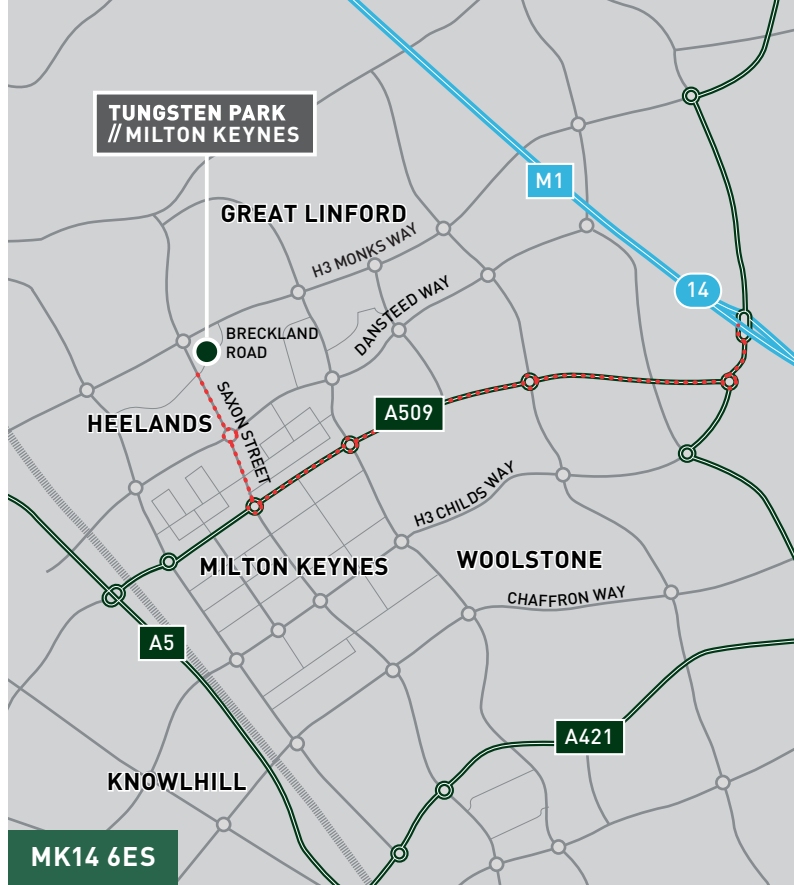 TUNGSTEN PARK
// MILTON KEYNES
M1
GREAT LINFORD
H3 MONKS WAY
14
DANSTEED WAY
BRECKLAND
ROAD
SAXON STREET
HEELANDS
A509
H3 CHILDS WAY
MILTON KEYNES
WOOLSTONE
CHAFFRON WAY
A5
A421
KNOWLHILL
MK14 6ES